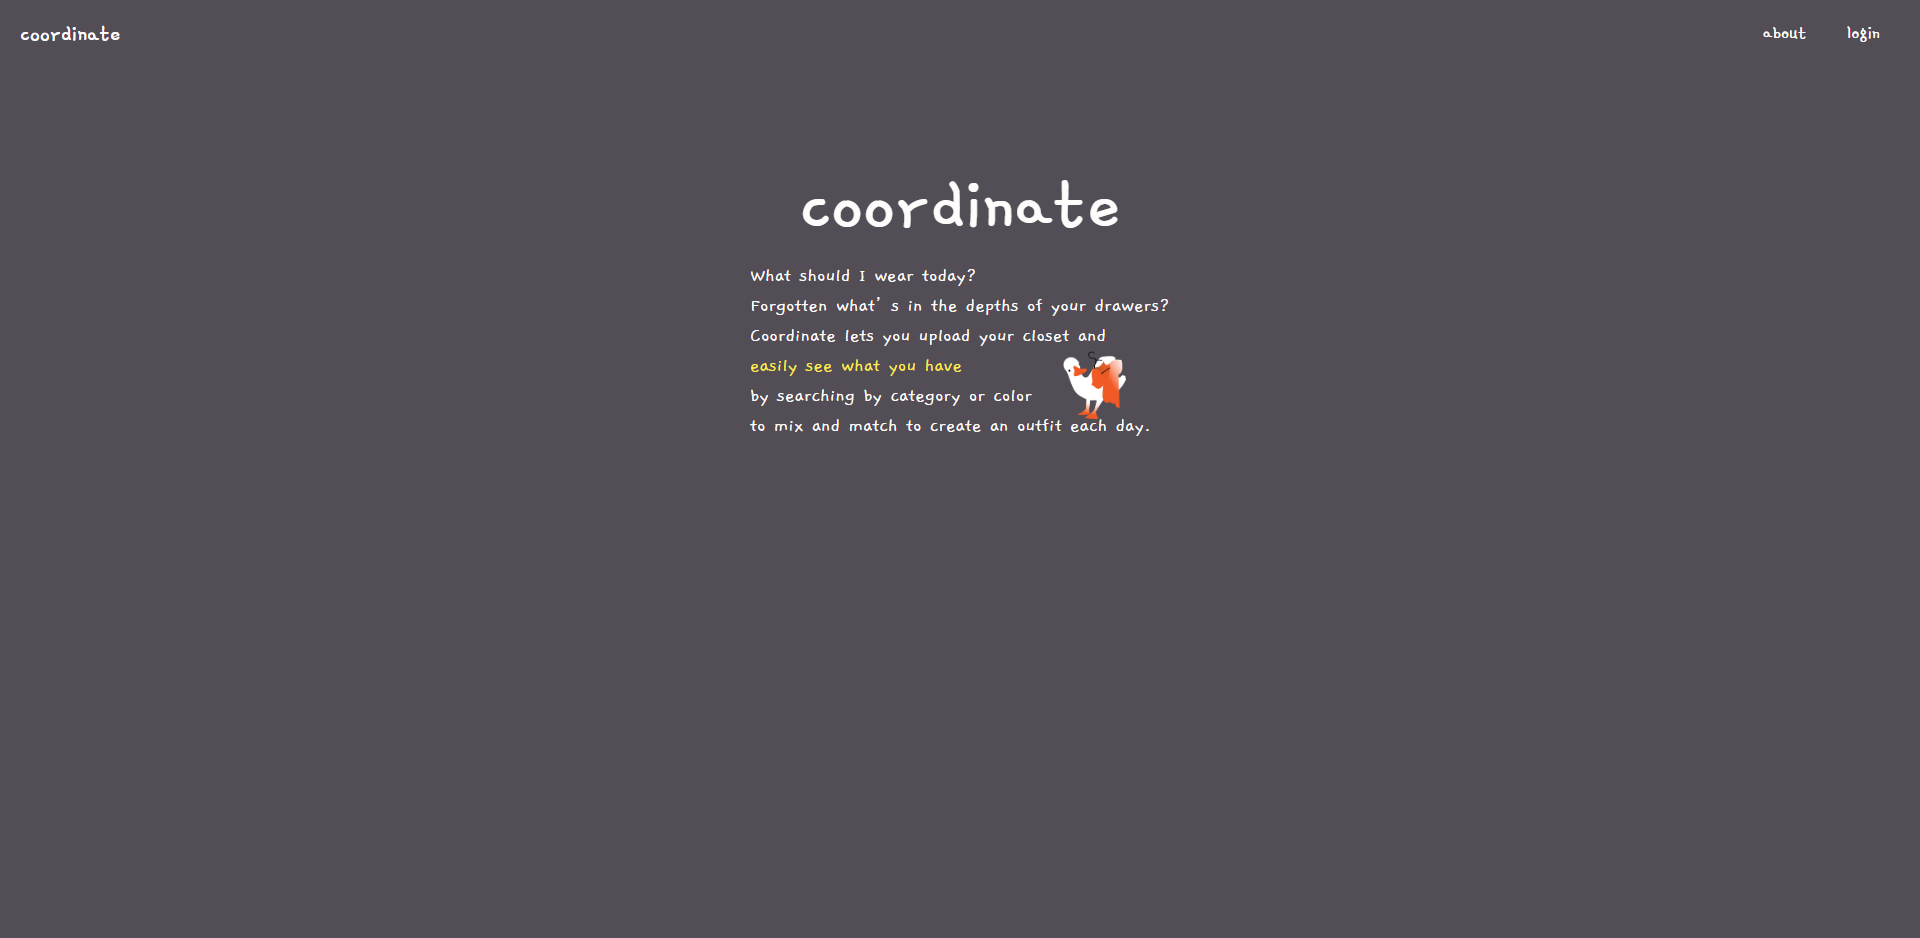 coordinate
about login
coordinate
What should I wear today?
Forgotten what’s in the depths of your drawers?
Coordinate lets you upload your closet and
easily see what you have
by searching by category or color
to mix and match to create an outfit each day.